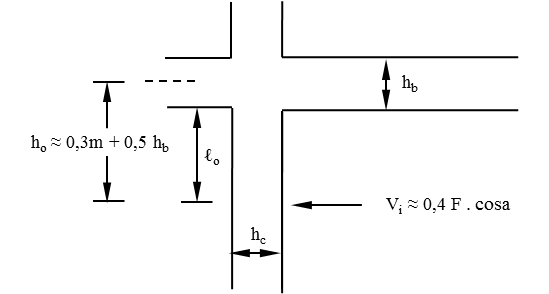 h_b
h_o ≈ 0,3m + 0,5 h_b
ℓ_o
V_i ≈ 0,4 F . cosa
h_c